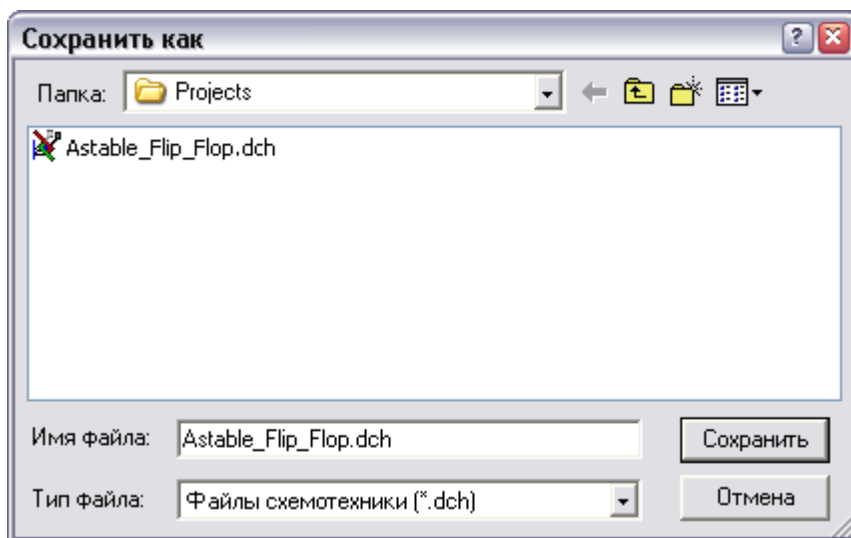 Сохранить как
Папка: Projects
Astable_Flip_Flop.dch
Имя файла: Astable_Flip_Flop.dch Сохранить
Тип файла: Файлы схемотехники (*.dch) Отмена